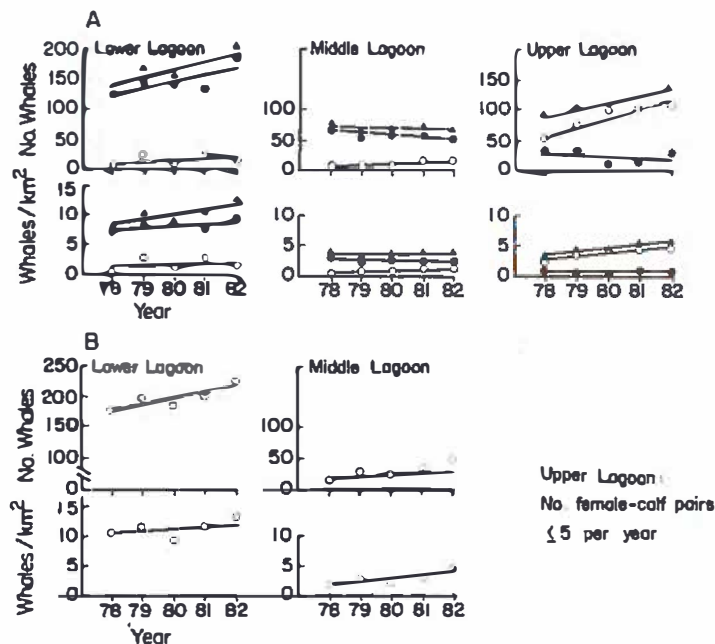 A
Lower Lagoon
Middle Lagoon
Upper Lagoon
No. Whales
200
150
100
50
0
100
50
0
150
100
50
0
Whales/km²
15
10
5
0
10
5
0
10
5
0
78 79 80 81 82
78 79 80 81 82
78 79 80 81 82
Year
B
Lower Lagoon
Middle Lagoon
No. Whales
250
200
150
100
0
100
50
0
Upper Lagoon
No. female-calf pairs
≤5 per year
Whales/km²
15
10
5
0
10
5
0
78 79 80 81 82
78 79 80 81 82
Year